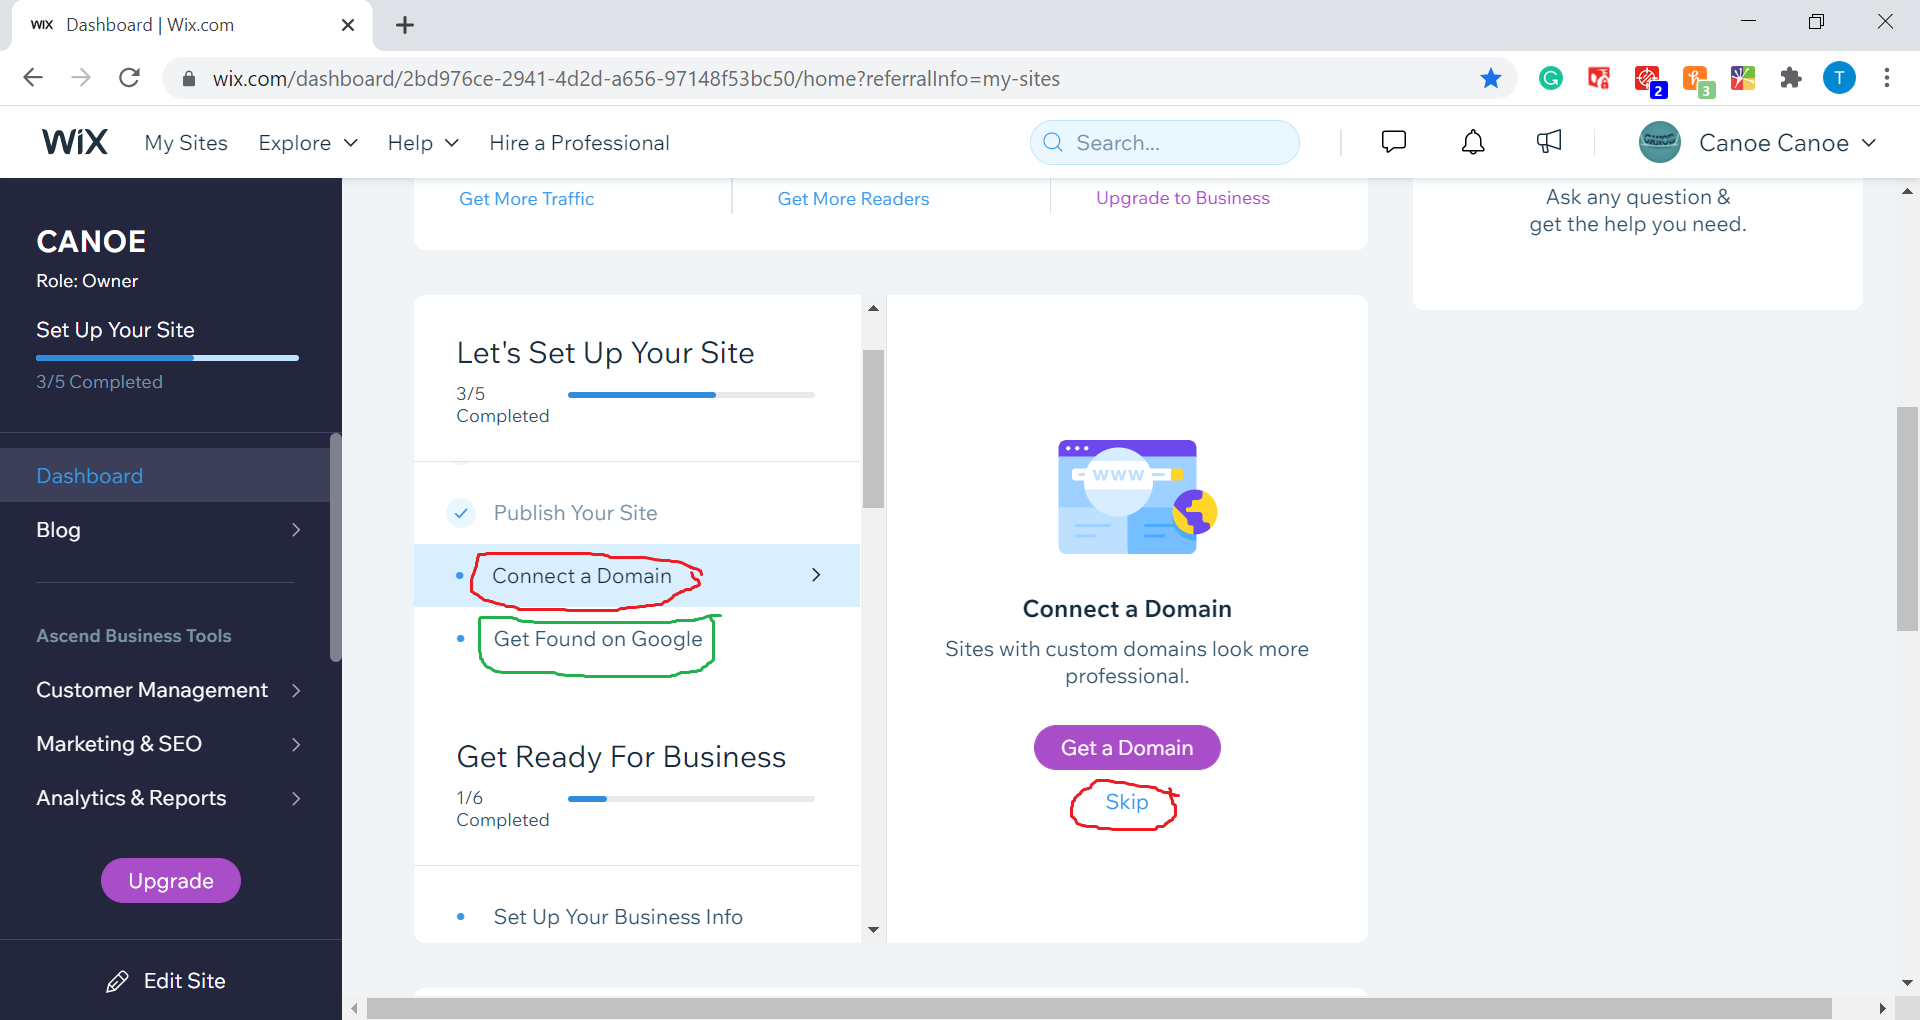 WIX Dashboard | Wix.com
wix.com/dashboard/2bd976ce-2941-4d2d-a656-97148f53bc50/home?referralInfo=my-sites
2
3
T
WIX
My Sites
Explore
Help
Hire a Professional
Search...
CANOE
Canoe Canoe
CANOE
Role: Owner
Set Up Your Site
3/5 Completed
Dashboard
Blog
Ascend Business Tools
Customer Management
Marketing & SEO
Analytics & Reports
Upgrade
Edit Site
Get More Traffic
Get More Readers
Upgrade to Business
Ask any question &
get the help you need.
Let's Set Up Your Site
3/5
Completed
Publish Your Site
Connect a Domain
Get Found on Google
Get Ready For Business
1/6
Completed
Set Up Your Business Info
www
Connect a Domain
Sites with custom domains look more
professional.
Get a Domain
Skip